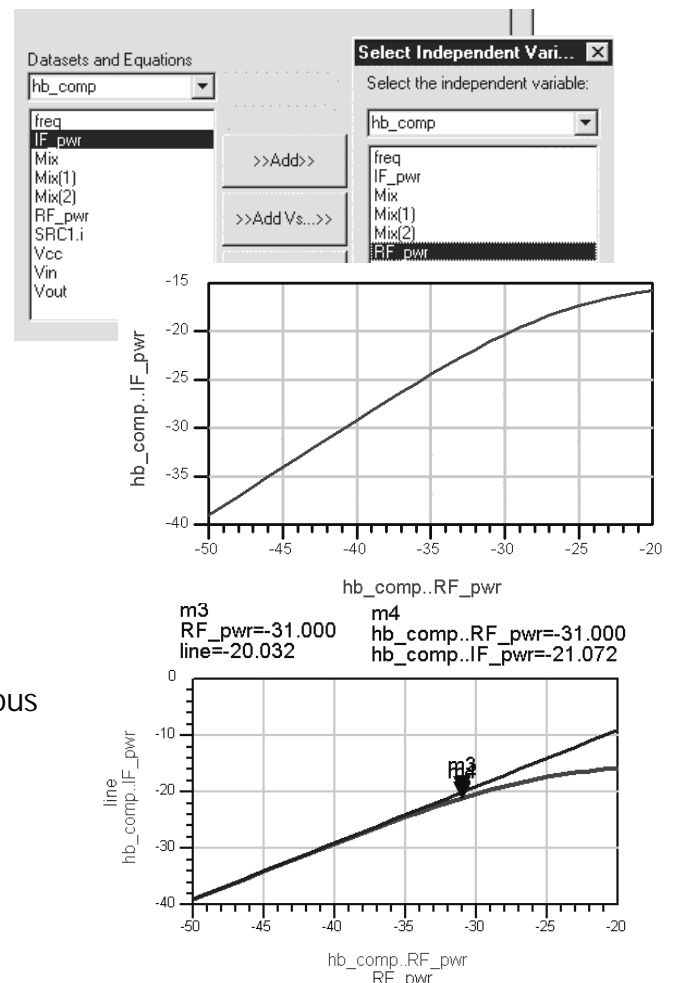 Datasets and Equations
hb_comp
freq
IF_pwr
Mix
Mix(1)
Mix(2)
RF_pwr
SRC1.i
Vcc
Vin
Vout
>>Add>>
>>Add Vs...>>
Select Independent Vari...
Select the independent variable:
hb_comp
freq
IF_pwr
Mix
Mix(1)
Mix(2)
RF_pwr
hb_comp..IF_pwr
-15
-20
-25
-30
-35
-40
-50 -45 -40 -35 -30 -25 -20
hb_comp..RF_pwr
m3
RF_pwr=-31.000
line=-20.032
m4
hb_comp..RF_pwr=-31.000
hb_comp..IF_pwr=-21.072
ous
line
hb_comp..IF_pwr
0
-10
-20
-30
-40
m3
m4
-50 -45 -40 -35 -30 -25 -20
hb_comp..RF_pwr
RF_pwr